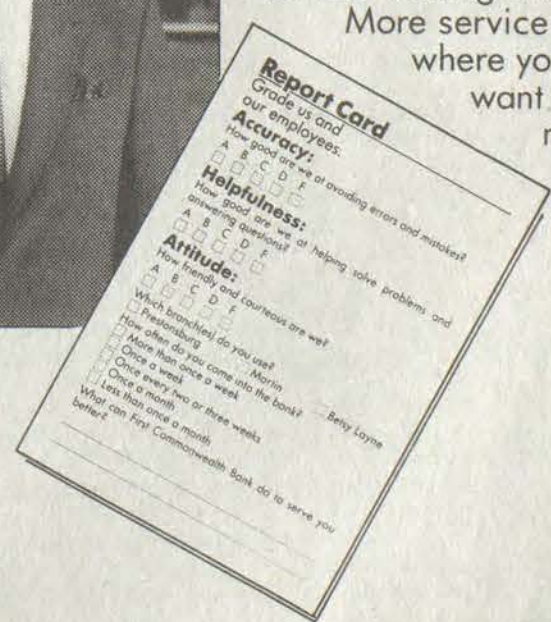 More service
where yo
want
Report Card
Grade us and
our employees.
Accuracy:
How good are we at avoiding errors and mistakes?
A B C D F
Helpfulness:
How good are we at helping solve problems and
answering questions?
A B C D F
Attitude:
How friendly and courteous are we?
A B C D F
Which branch(es) do you use?
Prestonsburg Martin Betsy Layne
How often do you come into the bank?
More than once a week
Once a week
Once every two or three weeks
Once a month
Less than once a month
What can First Commonwealth Bank do to serve you
better?